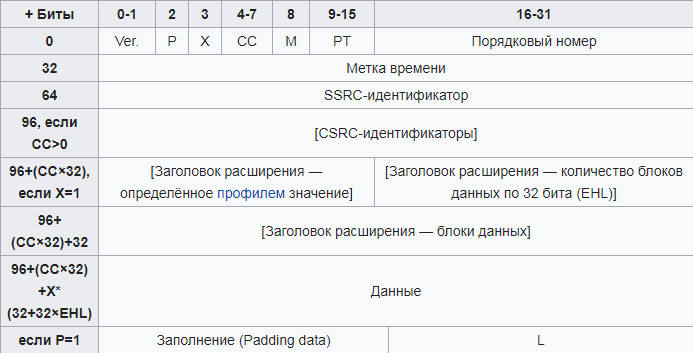 + Биты 0-1 2 3 4-7 8 9-15 16-31
0 Ver. P X CC M PT Порядковый номер
32 Метка времени
64 SSRC-идентификатор
96, если
CC>0
[CSRC-идентификаторы]
96+(CC×32),
если X=1
[Заголовок расширения —
определённое профилем значение]
[Заголовок расширения — количество блоков
данных по 32 бита (EHL)]
96+
(CC×32)+32
[Заголовок расширения — блоки данных]
96+(CC×32)
+X*
(32+32×EHL)
Данные
если P=1 Заполнение (Padding data) L